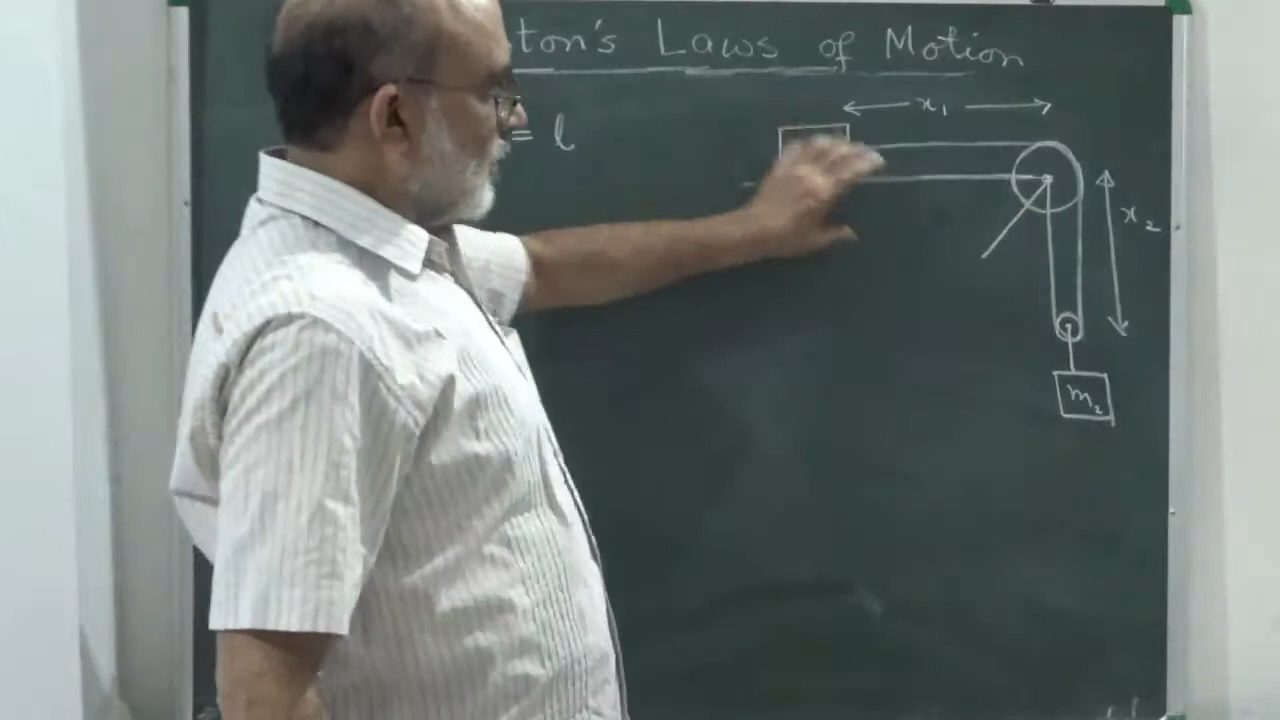 ton's Laws of Motion
x₁
= l
x₂
m₂